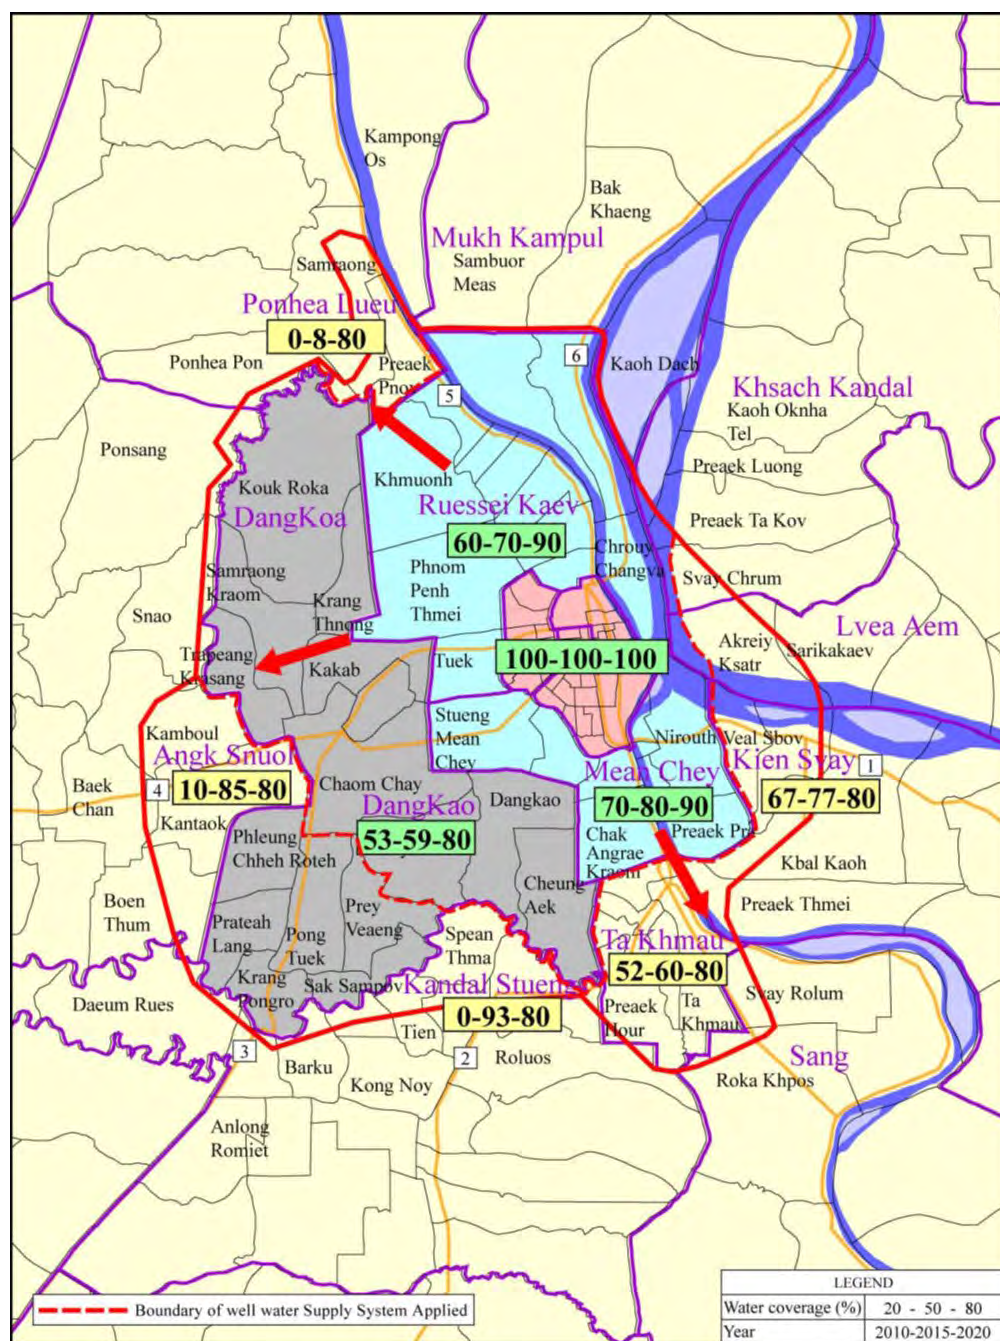 Kampong
Os
Bak
Khaeng
Mukh Kampul
Sambuor
Meas
Samraong
Ponhea Lueu
0-8-80
Ponhea Pon
Preaek
Pnov
6
Kaoh Dach
5
Khsach Kandal
Kaoh Oknha
Tel
Ponsang
Preaek Luong
Khmuonh
Kouk Roka
DangKoa
Ruessei Kaev
60-70-90
Preaek Ta Kov
Chrouy
Changva
Phnom
Penh
Thmei
Svay Chrum
Samraong
Kraom
Krang
Thnong
Snao
Lvea Aem
Akreiy
Ksatr
Sarikakaev
Trapeang
Krasang
Kakab
Tuek
100-100-100
Stueng
Mean
Chey
Kamboul
Nirouth
Veal Sbov
Angk Snuol
10-85-80
Kien Svay
67-77-80
1
Mean Chey
70-80-90
Baek
Chan
4
Kantaok
Chaom Chay
DangKao
53-59-80
Dangkao
Phleung
Chheh Roteh
Chak
Angrae
Kraom
Preaek Pra
Kbal Kaoh
Cheung
Aek
Boen
Thum
Prateah
Lang
Prey
Veaeng
Pong
Tuek
Spean
Thma
Preaek Thmei
Ta Khmau
52-60-80
Krang
Pongro
Sak Sampov
Kandal Stueng
0-93-80
Daeum Rues
Preaek
Hour
Ta
Khmau
Svay Rolum
Tien
3
2
Roluos
Sang
Barku
Kong Noy
Roka Khpos
Anlong
Romiet
Boundary of well water Supply System Applied
LEGEND
Water coverage (%) 20 - 50 - 80
Year 2010-2015-2020